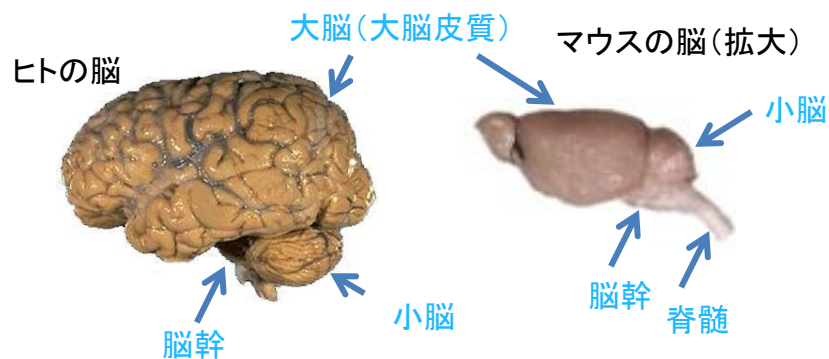 大脳(大脳皮質)
マウスの脳(拡大)
ヒトの脳
小脳
脳幹
小脳
脳幹
脊髄